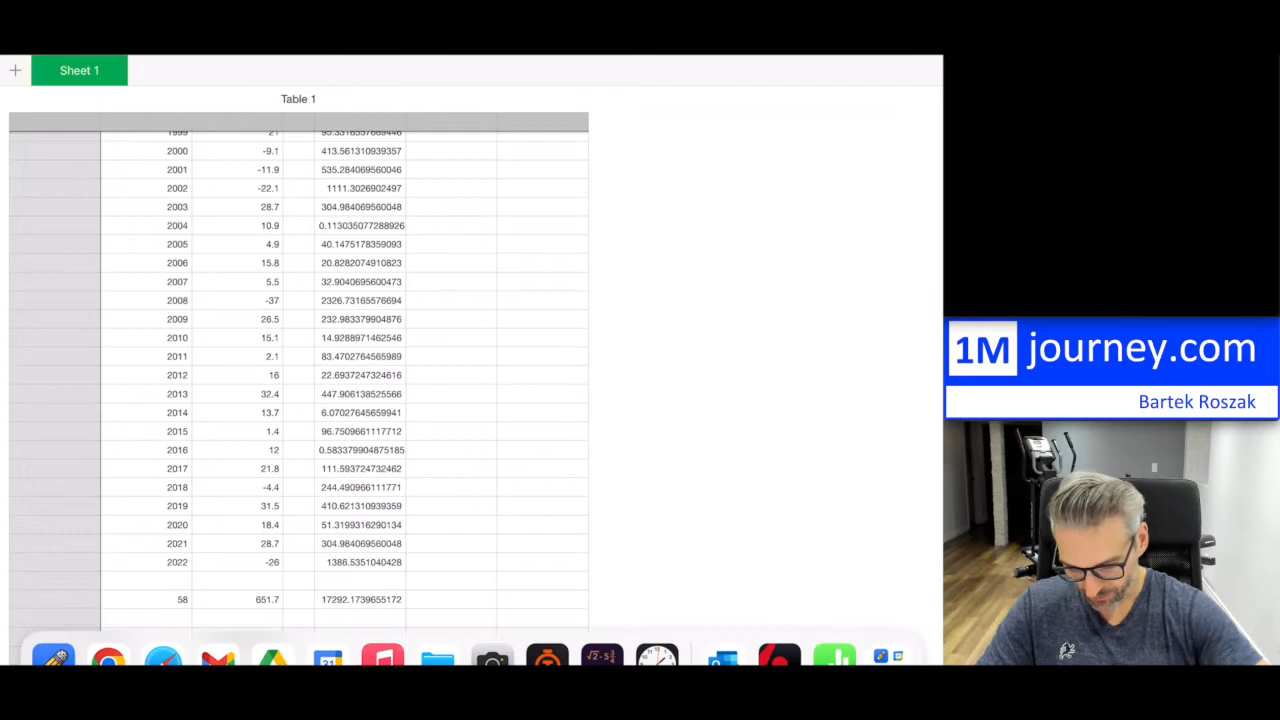 Sheet 1
Table 1
1999 21 95.3316557669446
2000 -9.1 413.561310939357
2001 -11.9 535.284069560046
2002 -22.1 1111.3026902497
2003 28.7 304.984069560048
2004 10.9 0.113035077288926
2005 4.9 40.1475178359093
2006 15.8 20.8282074910823
2007 5.5 32.9040695600473
2008 -37 2326.73165576694
2009 26.5 232.983379904876
2010 15.1 14.9288971462546
2011 2.1 83.4702764565989
2012 16 22.6937247324616
2013 32.4 447.906138525566
2014 13.7 6.07027645659941
2015 1.4 96.7509661177712
2016 12 0.583379904875185
2017 21.8 111.593724732462
2018 -4.4 244.490966111771
2019 31.5 410.621310939359
2020 18.4 51.3199316290134
2021 28.7 304.984069560048
2022 -26 1386.5351040428
58 651.7 17292.1739655172
1M journey.com
Bartek Roszak